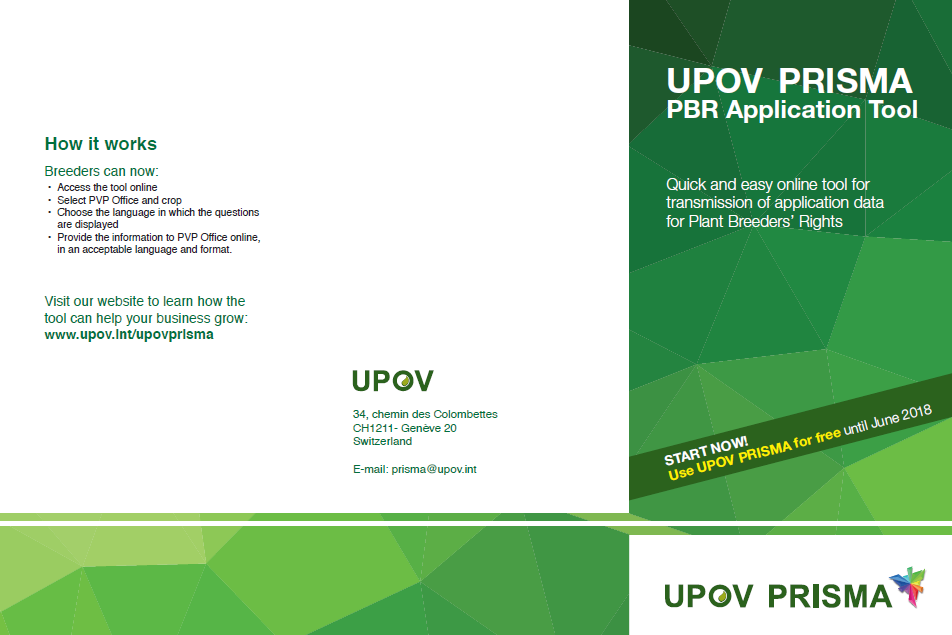 How it works
Breeders can now:
· Access the tool online
· Select PVP Office and crop
· Choose the language in which the questions
are displayed
· Provide the information to PVP Office online,
in an acceptable language and format.
Visit our website to learn how the
tool can help your business grow:
www.upov.int/upovprisma
UPOV
34, chemin des Colombettes
CH1211- Genève 20
Switzerland
E-mail: prisma@upov.int
UPOV PRISMA
PBR Application Tool
Quick and easy online tool for
transmission of application data
for Plant Breeders' Rights
START NOW!
Use UPOV PRISMA for free until June 2018
UPOV PRISMA